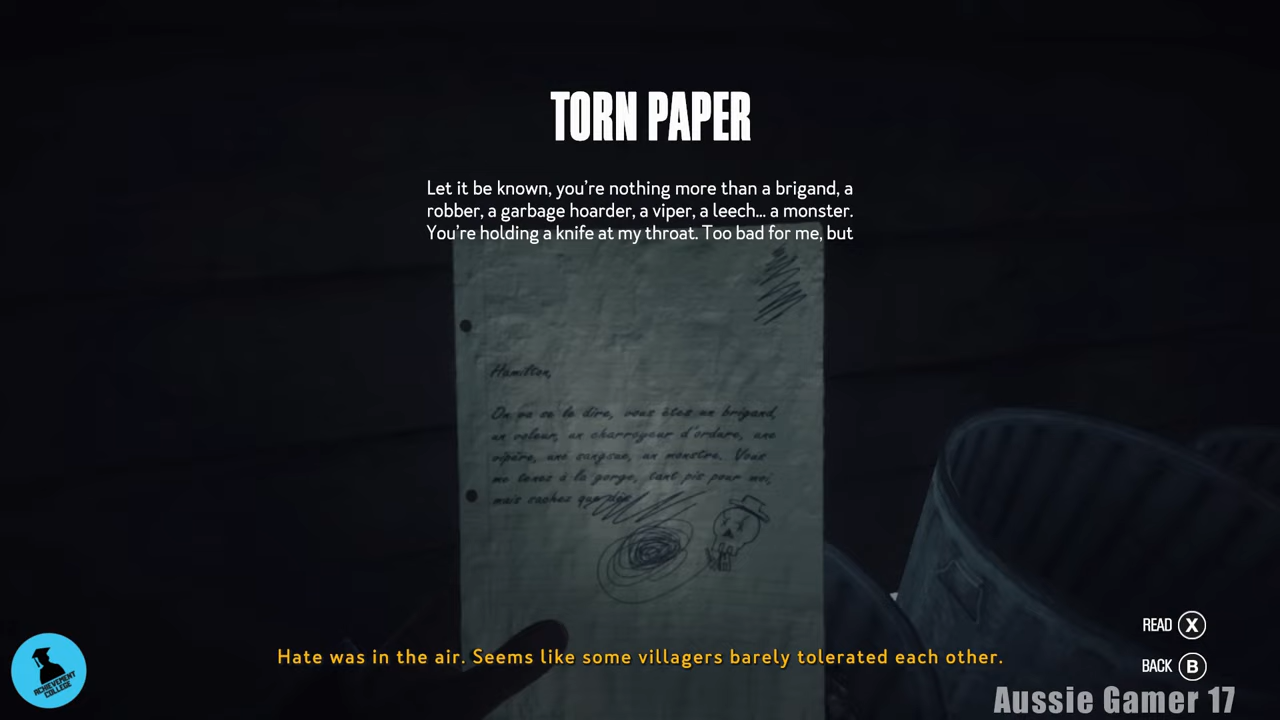 TORN PAPER
Let it be known, you're nothing more than a brigand, a
robber, a garbage hoarder, a viper, a leech... a monster.
You're holding a knife at my throat. Too bad for me, but
Hamilton,
On va se le dire, vous êtes un brigand,
un voleur, un charroyeur d'ordure, une
vipère, une sangsue, un monstre. Vous
me tenez à la gorge, tant pis pour moi,
mais sachez que
Hate was in the air. Seems like some villagers barely tolerated each other.
READ X
BACK B
ACHIEVEMENT
COLLEGE
Aussie Gamer 17